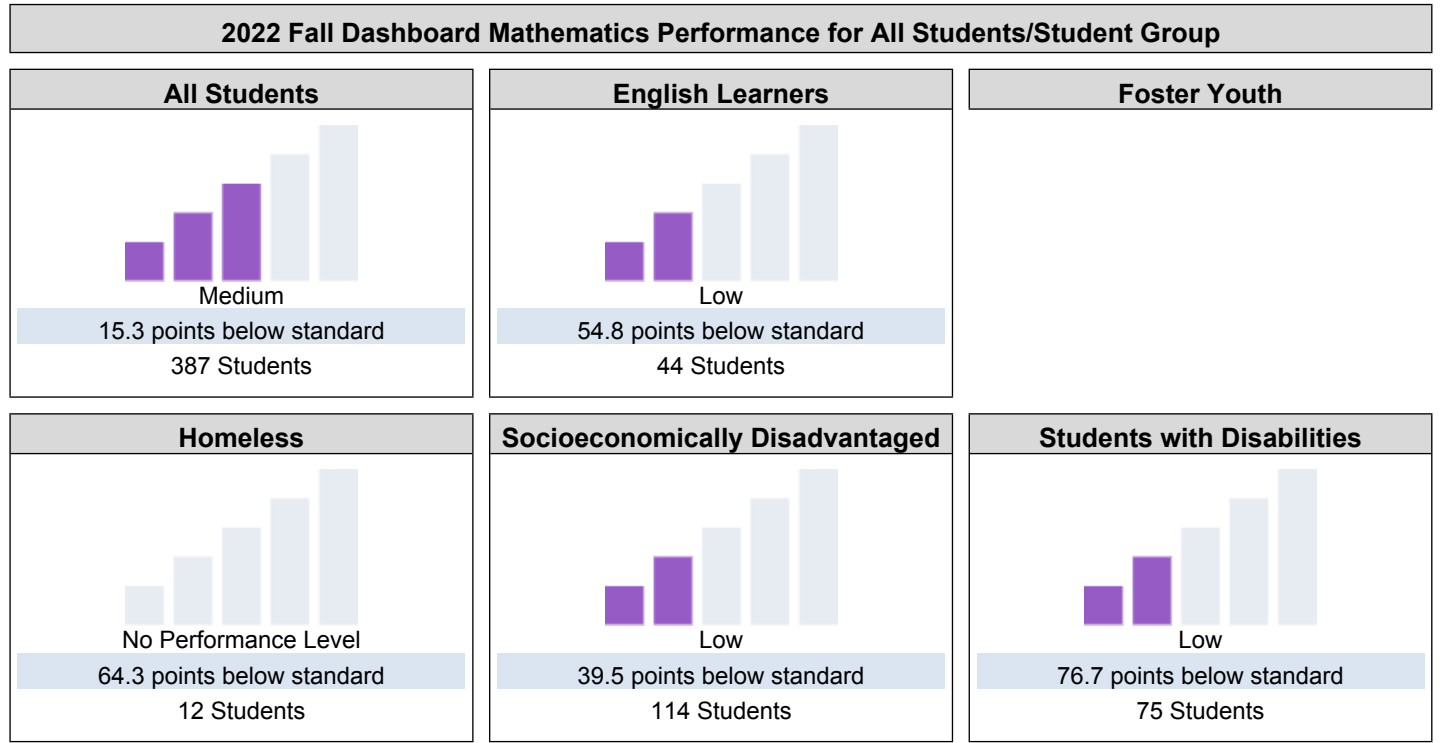 2022 Fall Dashboard Mathematics Performance for All Students/Student Group
All Students
Medium
15.3 points below standard
387 Students
English Learners
Low
54.8 points below standard
44 Students
Foster Youth
Homeless
No Performance Level
64.3 points below standard
12 Students
Socioeconomically Disadvantaged
Low
39.5 points below standard
114 Students
Students with Disabilities
Low
76.7 points below standard
75 Students